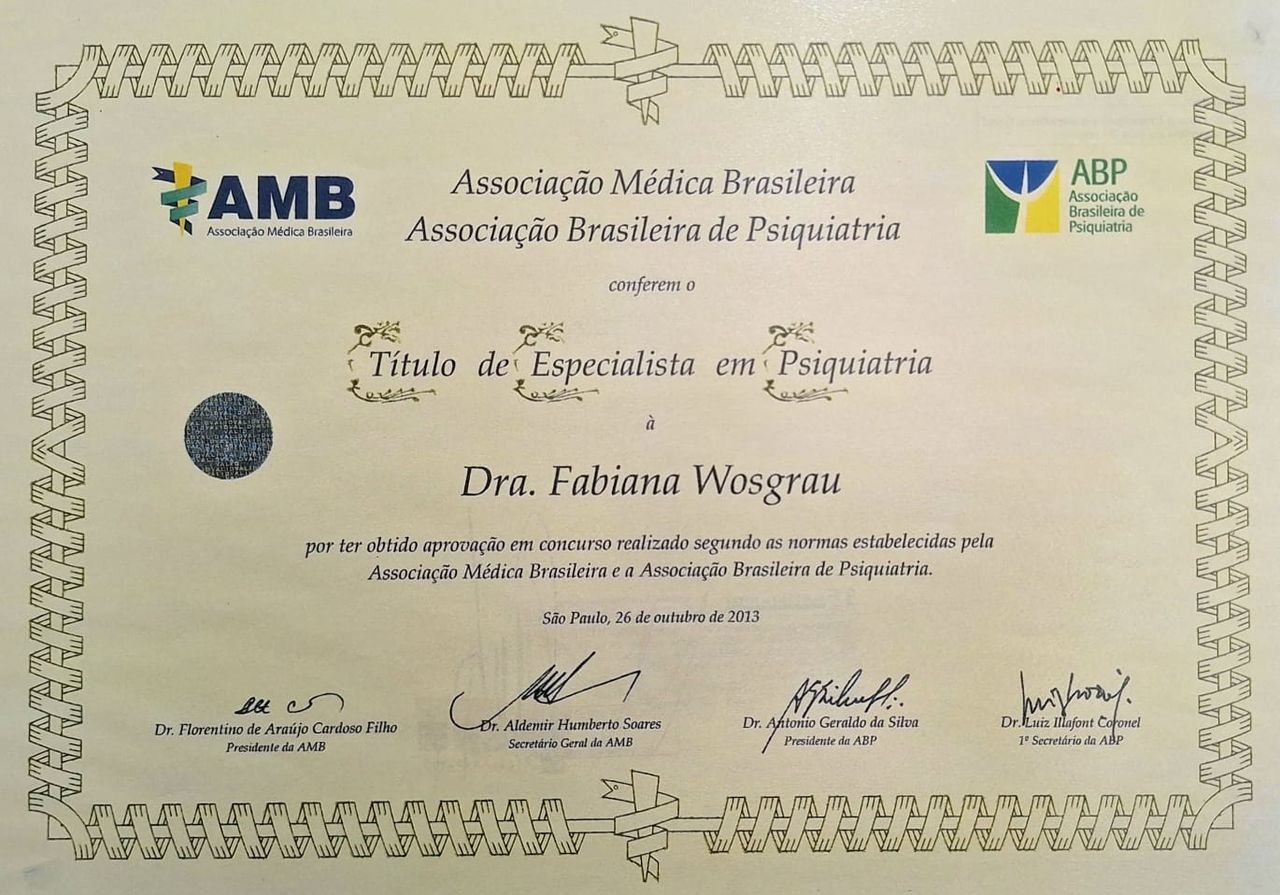 AMB
Associação Médica Brasileira
Associação Médica Brasileira
Associação Brasileira de Psiquiatria
ABP
Associação
Brasileira de
Psiquiatria
conferem o
Título de Especialista em Psiquiatria
à
Dra. Fabiana Wosgrau
por ter obtido aprovação em concurso realizado segundo as normas estabelecidas pela
Associação Médica Brasileira e a Associação Brasileira de Psiquiatria.
São Paulo, 26 de outubro de 2013
Dr. Florentino de Araújo Cardoso Filho
Presidente da AMB
Dr. Aldemir Humberto Soares
Secretário Geral da AMB
Dr. Antonio Geraldo da Silva
Presidente da ABP
Dr. Luiz Illafont Coronel
1º Secretário da ABP